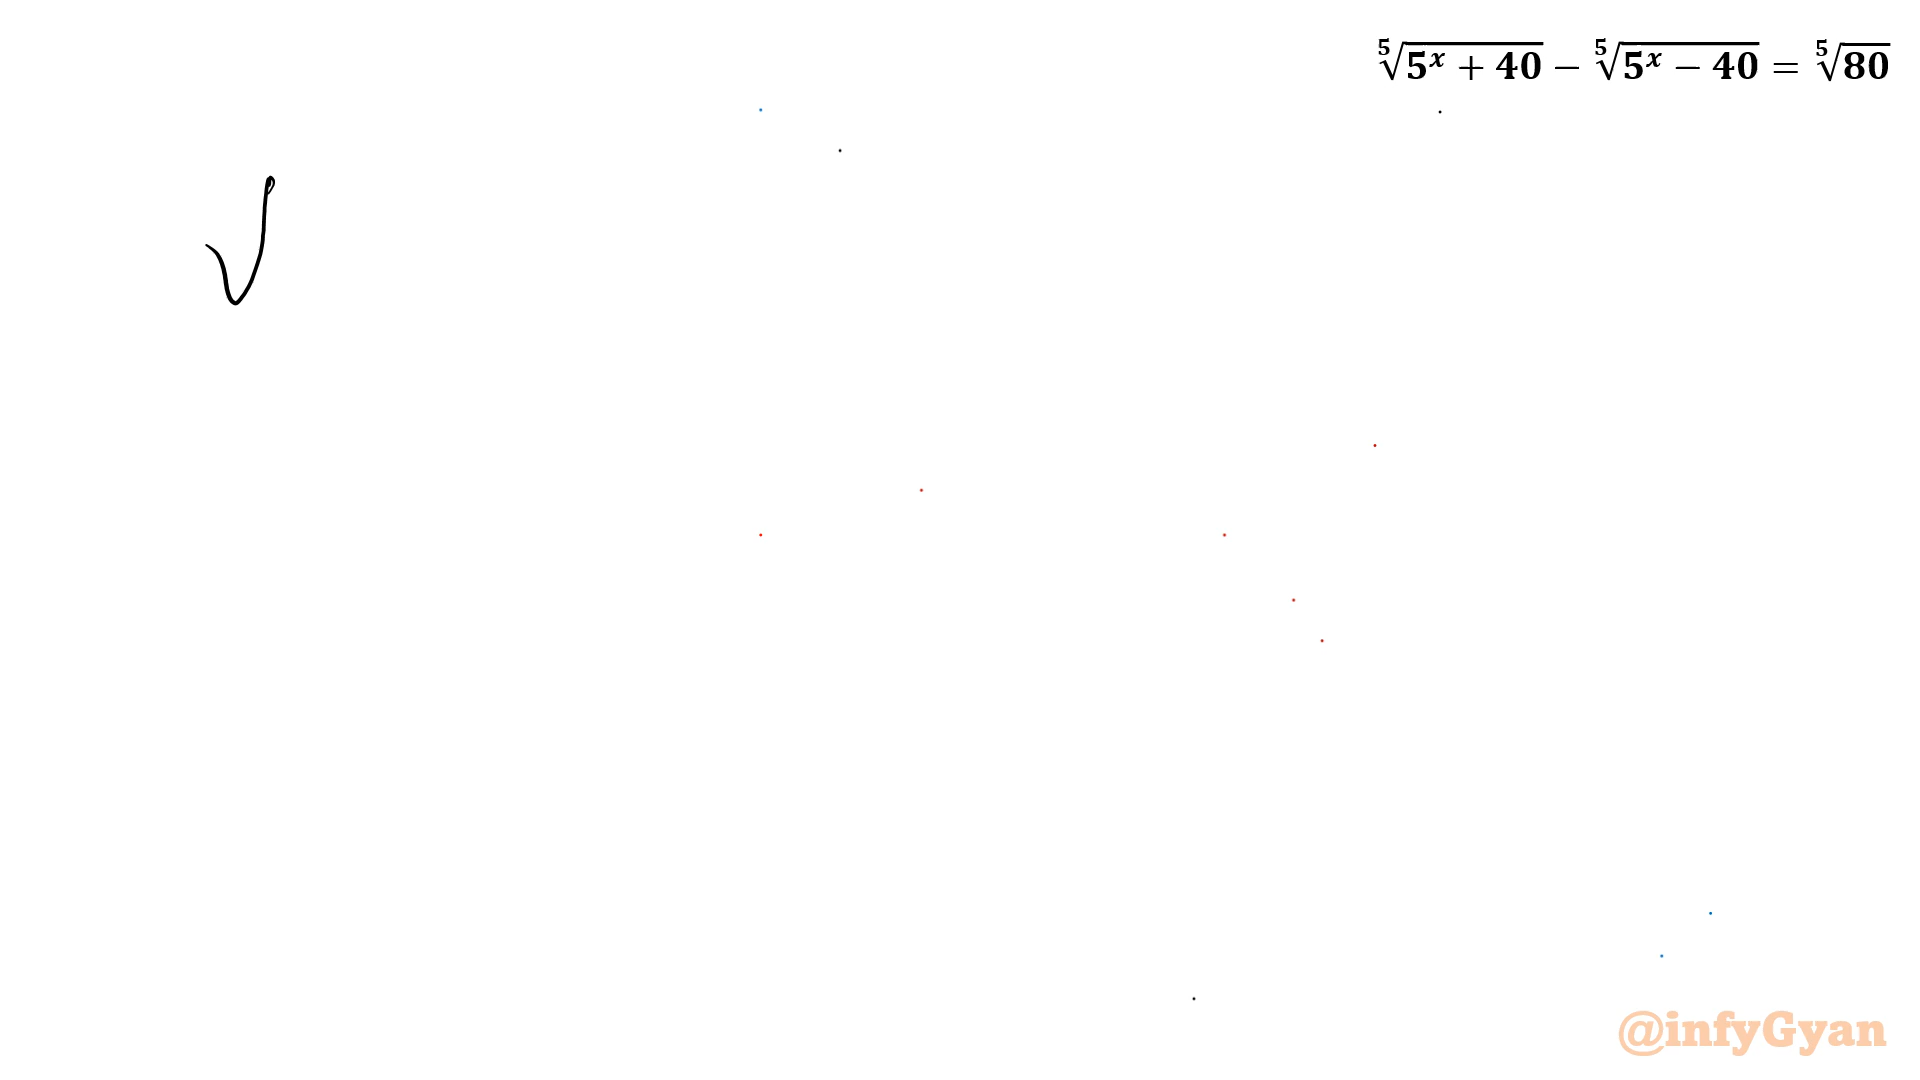 ⁵√(5ˣ + 40) − ⁵√(5ˣ − 40) = ⁵√80
√
@infyGyan